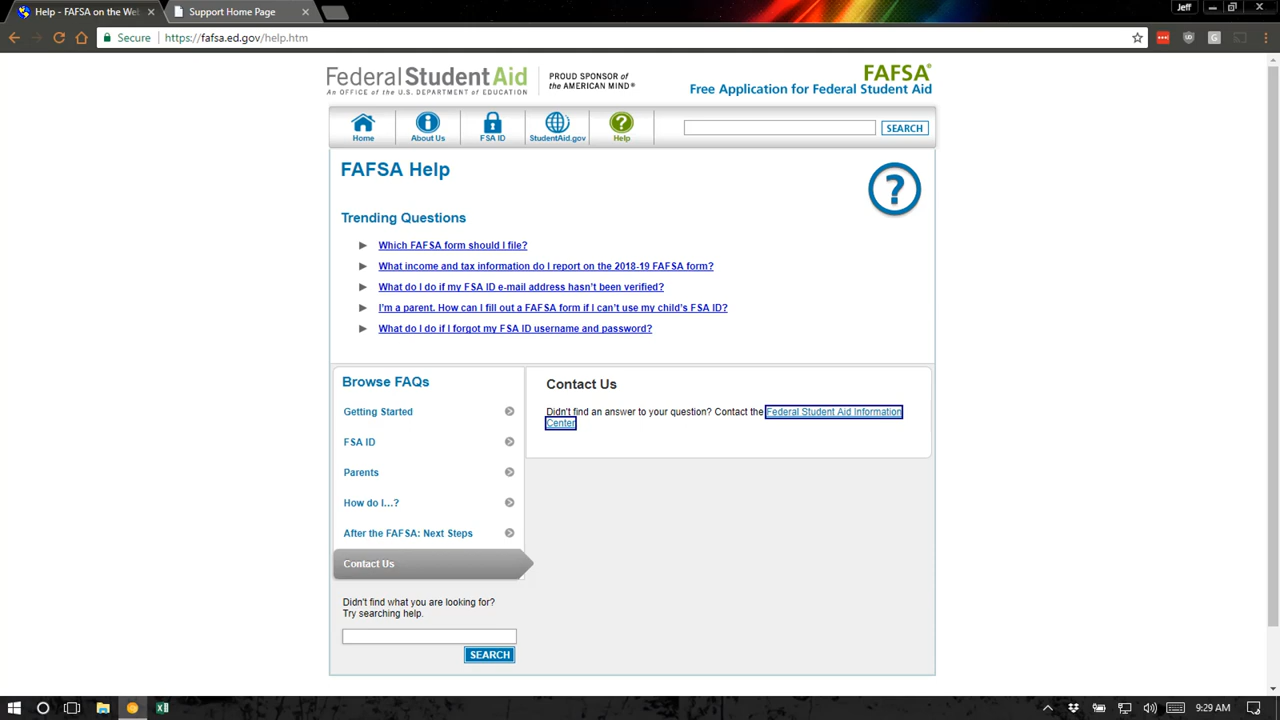 Help - FAFSA on the We
Support Home Page
Jeff
Secure
https://fafsa.ed.gov/help.htm
Federal Student Aid
An OFFICE of the U.S. DEPARTMENT of EDUCATION
PROUD SPONSOR of
the AMERICAN MIND®
FAFSA®
Free Application for Federal Student Aid
Home
About Us
FSA ID
StudentAid.gov
Help
SEARCH
FAFSA Help
?
Trending Questions
Which FAFSA form should I file?
What income and tax information do I report on the 2018-19 FAFSA form?
What do I do if my FSA ID e-mail address hasn't been verified?
I'm a parent. How can I fill out a FAFSA form if I can't use my child's FSA ID?
What do I do if I forgot my FSA ID username and password?
Browse FAQs
Getting Started
FSA ID
Parents
How do I...?
After the FAFSA: Next Steps
Contact Us
Didn't find what you are looking for?
Try searching help.
SEARCH
Contact Us
Didn't find an answer to your question? Contact the Federal Student Aid Information
Center
9:29 AM